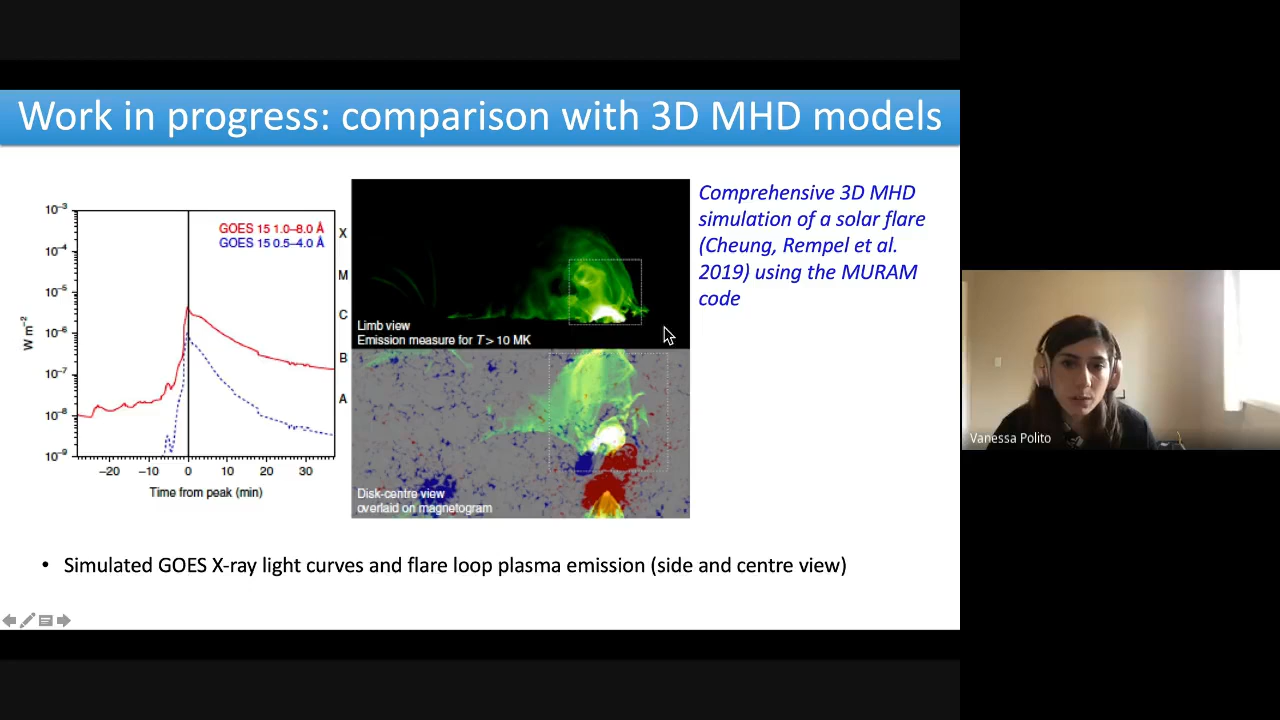 Work in progress: comparison with 3D MHD models
10⁻³
10⁻⁴
10⁻⁵
10⁻⁶
10⁻⁷
10⁻⁸
10⁻⁹
W m⁻²
GOES 15 1.0–8.0 Å
GOES 15 0.5–4.0 Å
X
M
C
B
A
−20 −10 0 10 20 30
Time from peak (min)
Limb view
Emission measure for T > 10 MK
Disk-centre view
overlaid on magnetogram
Comprehensive 3D MHD
simulation of a solar flare
(Cheung, Rempel et al.
2019) using the MURAM
code
• Simulated GOES X-ray light curves and flare loop plasma emission (side and centre view)
Vanessa Polito